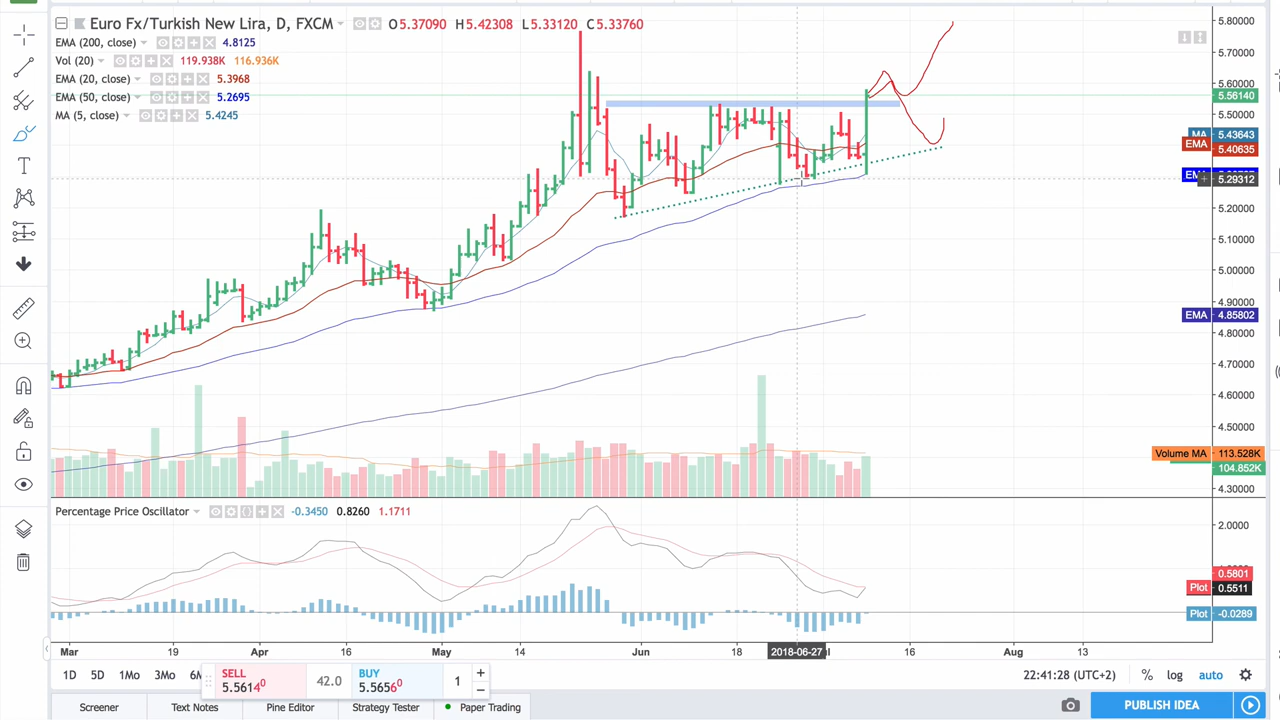 Euro Fx/Turkish New Lira, D, FXCM O5.37090 H5.42308 L5.33120 C5.33760
EMA (200, close) 4.8125
Vol (20) 119.938K 116.936K
EMA (20, close) 5.3968
EMA (50, close) 5.2695
MA (5, close) 5.4245
5.80000
5.70000
5.60000
5.56140
5.50000
MA 5.43643
EMA 5.40635
5.29312
5.20000
5.10000
5.00000
4.90000
EMA 4.85802
4.80000
4.70000
4.60000
4.50000
Volume MA 113.528K
104.852K
4.30000
Percentage Price Oscillator -0.3450 0.8260 1.1711
2.0000
0.5801
Plot 0.5511
Plot -0.0289
Mar 19 Apr 16 May 14 Jun 18 2018-06-27 16 Aug 13
1D 5D 1Mo 3Mo SELL 5.56140 42.0 BUY 5.56560 1 + − 22:41:28 (UTC+2) % log auto
Screener Text Notes Pine Editor Strategy Tester Paper Trading PUBLISH IDEA